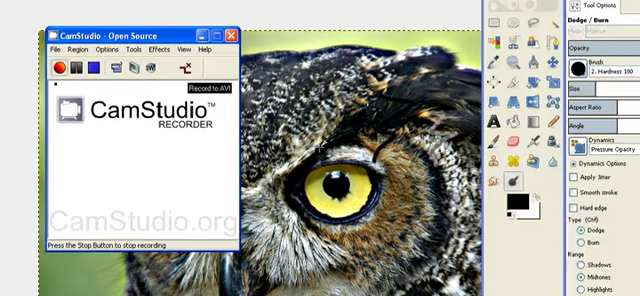 CamStudio - Open Source
File Region Options Tools Effects View Help
Record to AVI
CamStudio™
RECORDER
CamStudio.org
Press the Stop Button to stop recording
Tool Options
Dodge / Burn
Mode: Normal
Opacity
Brush
2. Hardness 100
Size
Aspect Ratio
Angle
Dynamics
Pressure Opacity
Dynamics Options
Apply Jitter
Smooth stroke
Hard edge
Type (Ctrl)
Dodge
Burn
Range
Shadows
Midtones
Highlights